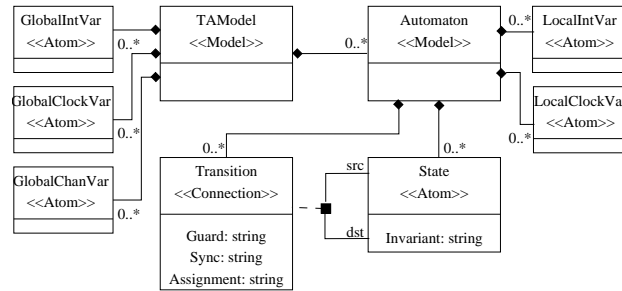 GlobalIntVar
<<Atom>>
0..*
TAModel
<<Model>>
0..*
Automaton
<<Model>>
0..*
LocalIntVar
<<Atom>>
GlobalClockVar
<<Atom>>
0..*
LocalClockVa
<<Atom>>
0..*
GlobalChanVar
<<Atom>>
0..*
0..*
Transition
<<Connection>>
Guard: string
Sync: string
Assignment: string
src
dst
0..*
State
<<Atom>>
Invariant: string